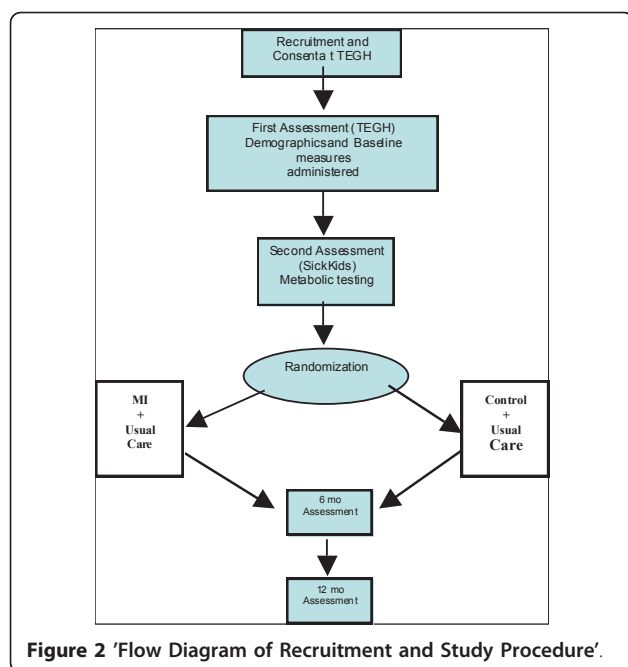 Recruitment and
Consenta t TEGH
First Assessment (TEGH)
Demographicsand Baseline
measures
administered
Second Assessment
(SickKids)
Metabolic testing
Randomization
MI
+
Usual
Care
Control
+
Usual
Care
6 mo
Assessment
12 mo
Assessment
Figure 2 'Flow Diagram of Recruitment and Study Procedure'.